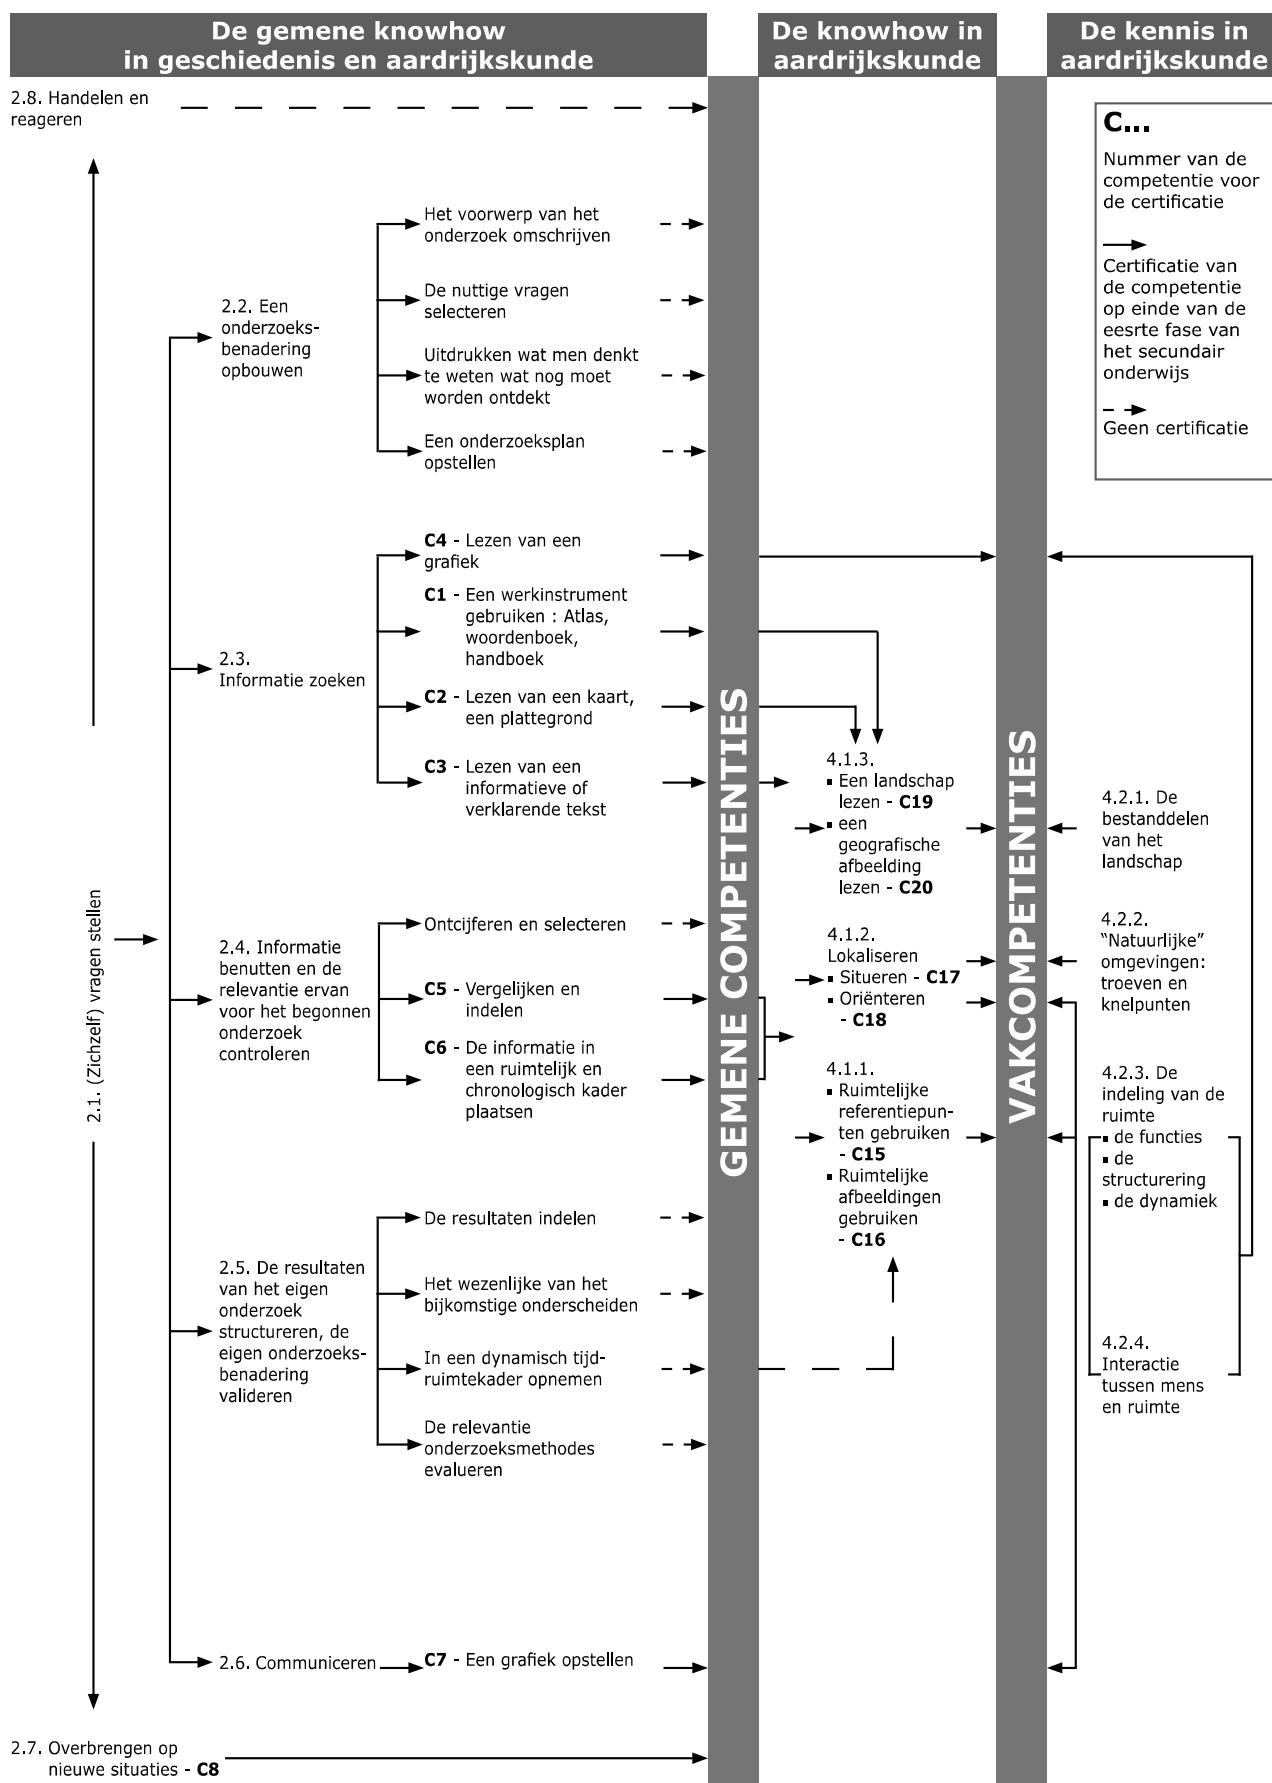 De gemene knowhow
in geschiedenis en aardrijkskunde
De knowhow in
aardrijkskunde
De kennis in
aardrijkskunde
2.8. Handelen en
reageren
C...
Nummer van de
competentie voor
de certificatie
Certificatie van
de competentie
op einde van de
eesrte fase van
het secundair
onderwijs
Geen certificatie
2.1. (Zichzelf) vragen stellen
2.2. Een
onderzoeks-
benadering
opbouwen
Het voorwerp van het
onderzoek omschrijven
De nuttige vragen
selecteren
Uitdrukken wat men denkt
te weten wat nog moet
worden ontdekt
Een onderzoeksplan
opstellen
2.3.
Informatie zoeken
C4 - Lezen van een
grafiek
C1 - Een werkinstrument
gebruiken : Atlas,
woordenboek,
handboek
C2 - Lezen van een kaart,
een plattegrond
C3 - Lezen van een
informatieve of
verklarende tekst
2.4. Informatie
benutten en de
relevantie ervan
voor het begonnen
onderzoek
controleren
Ontcijferen en selecteren
C5 - Vergelijken en
indelen
C6 - De informatie in
een ruimtelijk en
chronologisch kader
plaatsen
2.5. De resultaten
van het eigen
onderzoek
structureren, de
eigen onderzoeks-
benadering
valideren
De resultaten indelen
Het wezenlijke van het
bijkomstige onderscheiden
In een dynamisch tijd-
ruimtekader opnemen
De relevantie
onderzoeksmethodes
evalueren
2.6. Communiceren
C7 - Een grafiek opstellen
2.7. Overbrengen op
nieuwe situaties - C8
GEMENE COMPETENTIES
4.1.3.
▪ Een landschap
lezen - C19
▪ een
geografische
afbeelding
lezen - C20
4.1.2.
Lokaliseren
▪ Situeren - C17
▪ Oriënteren
- C18
4.1.1.
▪ Ruimtelijke
referentiepun-
ten gebruiken
- C15
▪ Ruimtelijke
afbeeldingen
gebruiken
- C16
VAKCOMPETENTIES
4.2.1. De
bestanddelen
van het
landschap
4.2.2.
“Natuurlijke”
omgevingen:
troeven en
knelpunten
4.2.3. De
indeling van de
ruimte
▪ de functies
▪ de
structurering
▪ de dynamiek
4.2.4.
Interactie
tussen mens
en ruimte